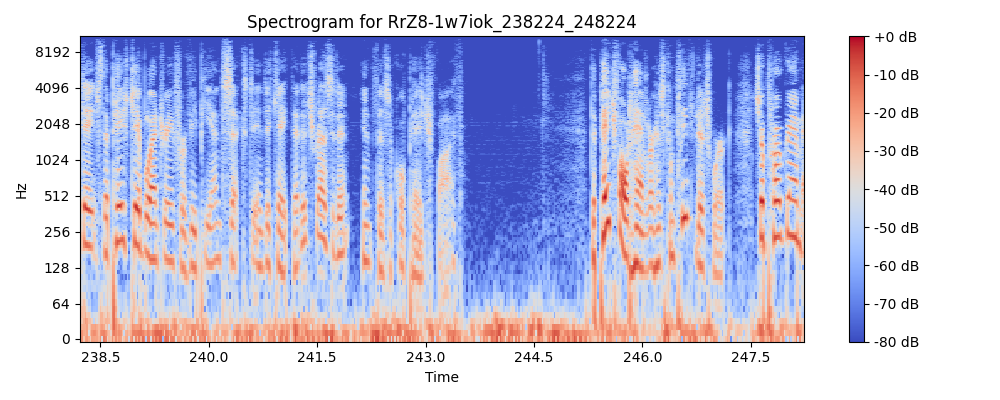 Spectrogram for RrZ8-1w7iok_238224_248224
8192
4096
2048
1024
512
256
128
64
0
Hz
238.5
240.0
241.5
243.0
244.5
246.0
247.5
Time
+0 dB
-10 dB
-20 dB
-30 dB
-40 dB
-50 dB
-60 dB
-70 dB
-80 dB